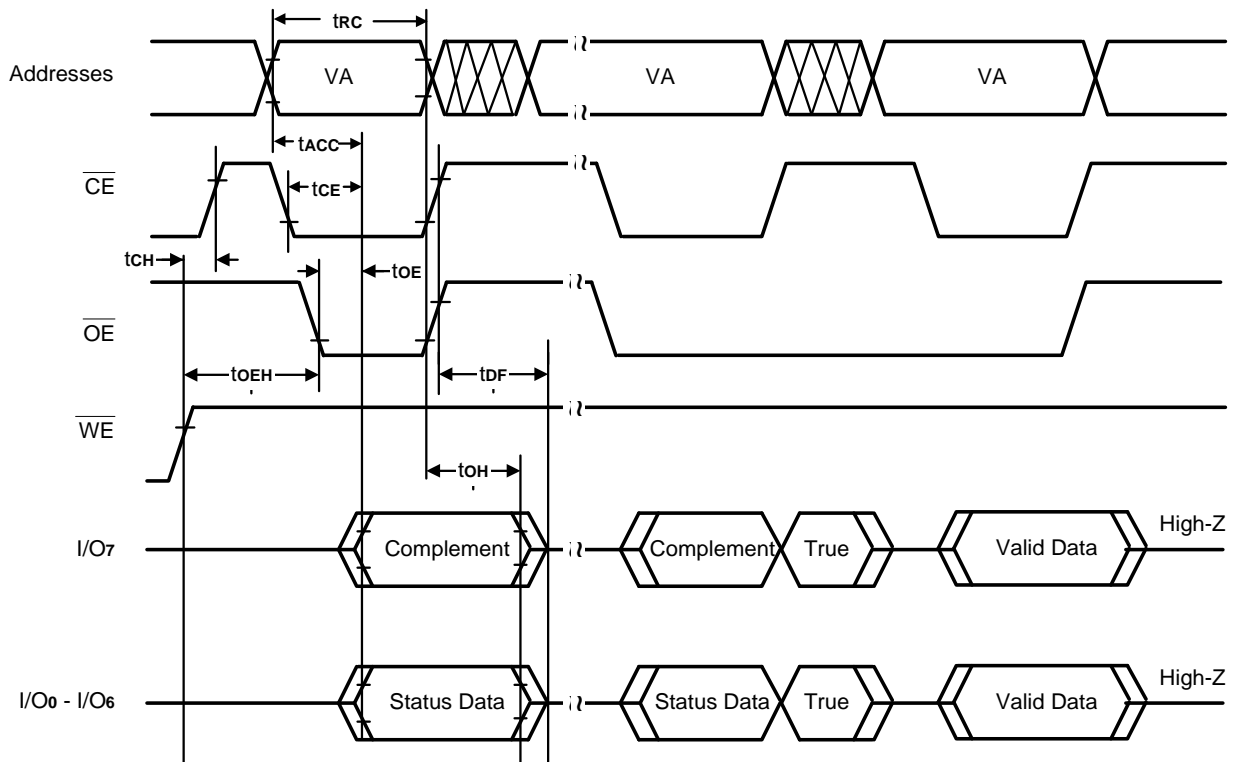 tRC
Addresses VA VA VA
tACC
CE
tCE
tCH
tOE
OE
tOEH tDF
WE
tOH
I/O7 Complement Complement True Valid Data High-Z
I/O0 - I/O6 Status Data Status Data True Valid Data High-Z